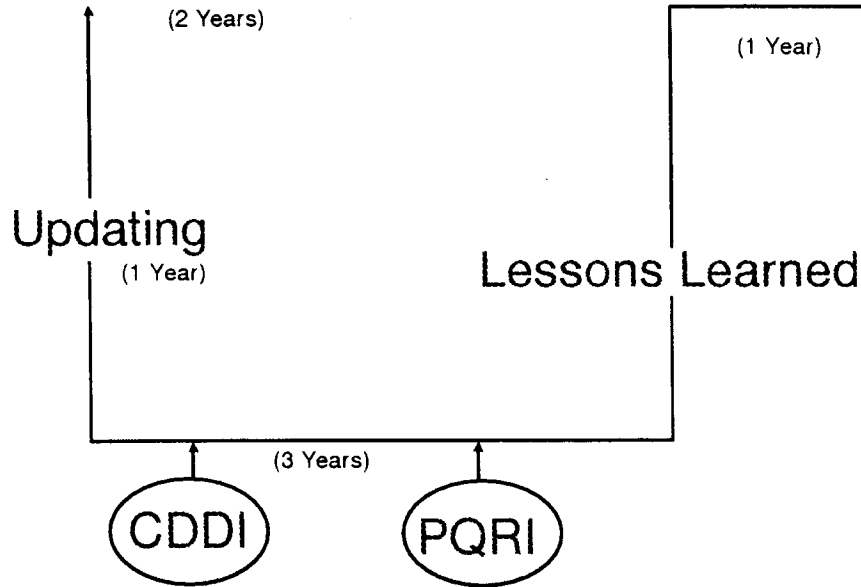 (2 Years)
(1 Year)
Updating
(1 Year)
Lessons Learned
(3 Years)
CDDI
PQRI